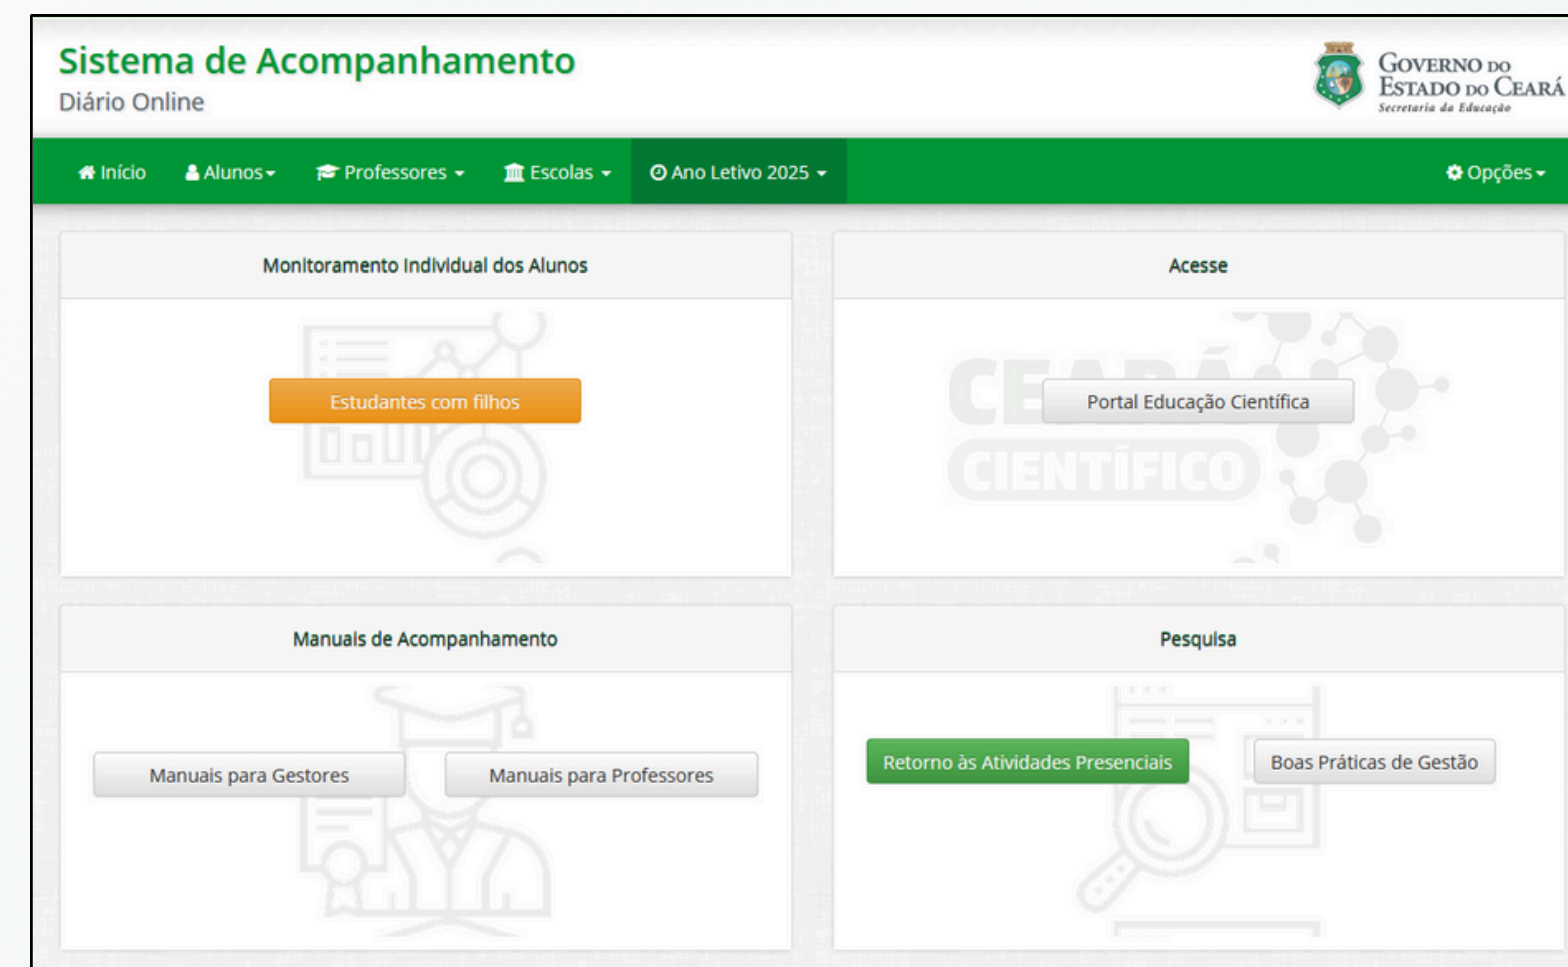 Sistema de Acompanhamento
Diário Online
GOVERNO DO
ESTADO DO CEARÁ
Secretaria da Educação
Início Alunos Professores Escolas Ano Letivo 2025 Opções
Monitoramento Individual dos Alunos
Estudantes com filhos
Acesse
CEARÁ
CIENTÍFICO
Portal Educação Científica
Manuais de Acompanhamento
Manuais para Gestores Manuais para Professores
Pesquisa
Retorno às Atividades Presenciais Boas Práticas de Gestão